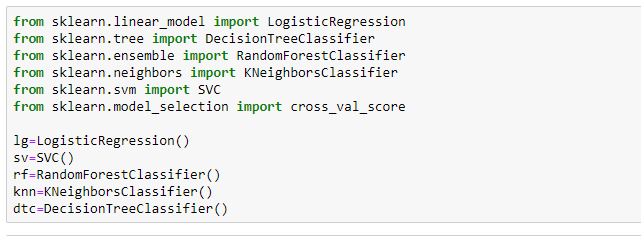 from sklearn.linear_model import LogisticRegression
from sklearn.tree import DecisionTreeClassifier
from sklearn.ensemble import RandomForestClassifier
from sklearn.neighbors import KNeighborsClassifier
from sklearn.svm import SVC
from sklearn.model_selection import cross_val_score
lg=LogisticRegression()
sv=SVC()
rf=RandomForestClassifier()
knn=KNeighborsClassifier()
dtc=DecisionTreeClassifier()